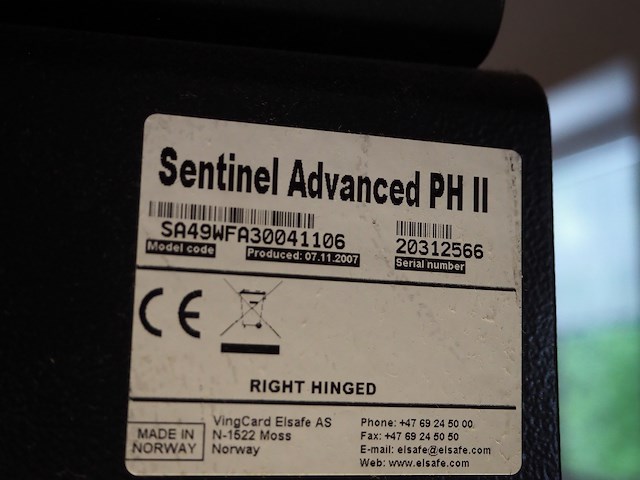 Sentinel Advanced PH II
SA49WFA30041106
20312566
Model code
Produced: 07.11.2007
Serial number
CE
RIGHT HINGED
MADE IN
NORWAY
VingCard Elsafe AS
N-1522 Moss
Norway
Phone: +47 69 24 50 00
Fax: +47 69 24 50 50
E-mail: elsafe@elsafe.com
Web: www.elsafe.com